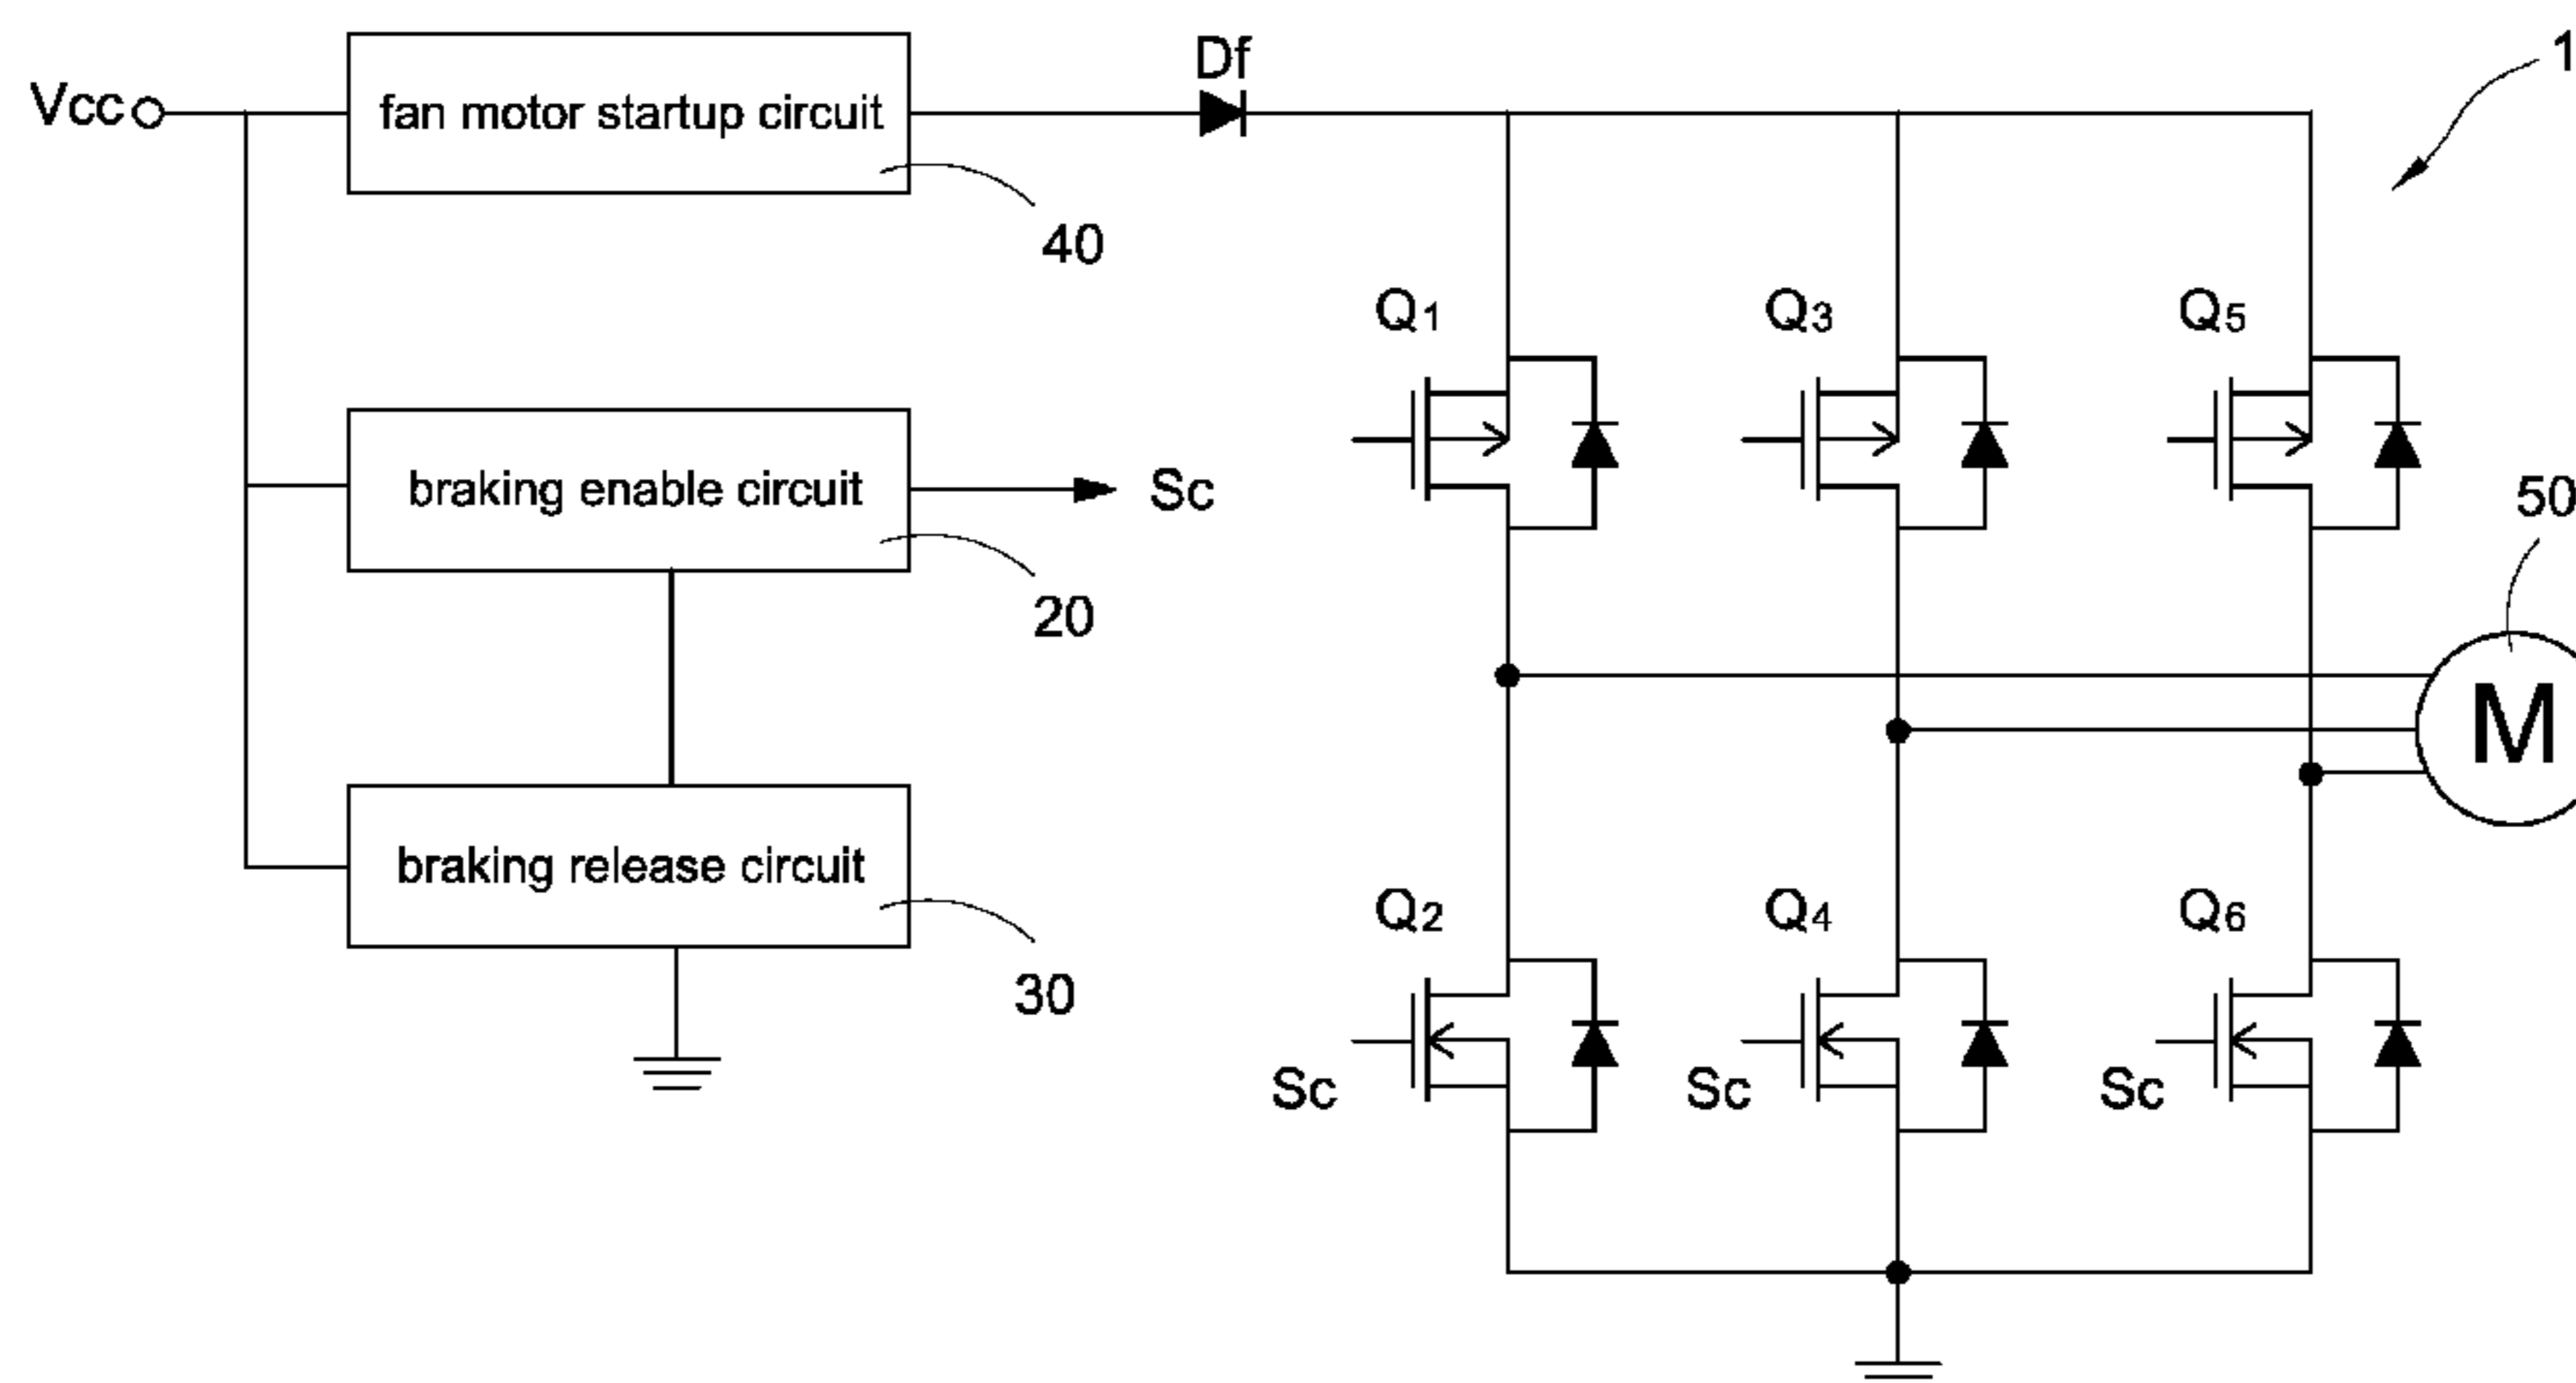 Df
1
Vcc
fan motor startup circuit
40
Q1
Q3
Q5
braking enable circuit
Sc
50
20
M
braking release circuit
Q2
Q4
Q6
30
Sc
Sc
Sc